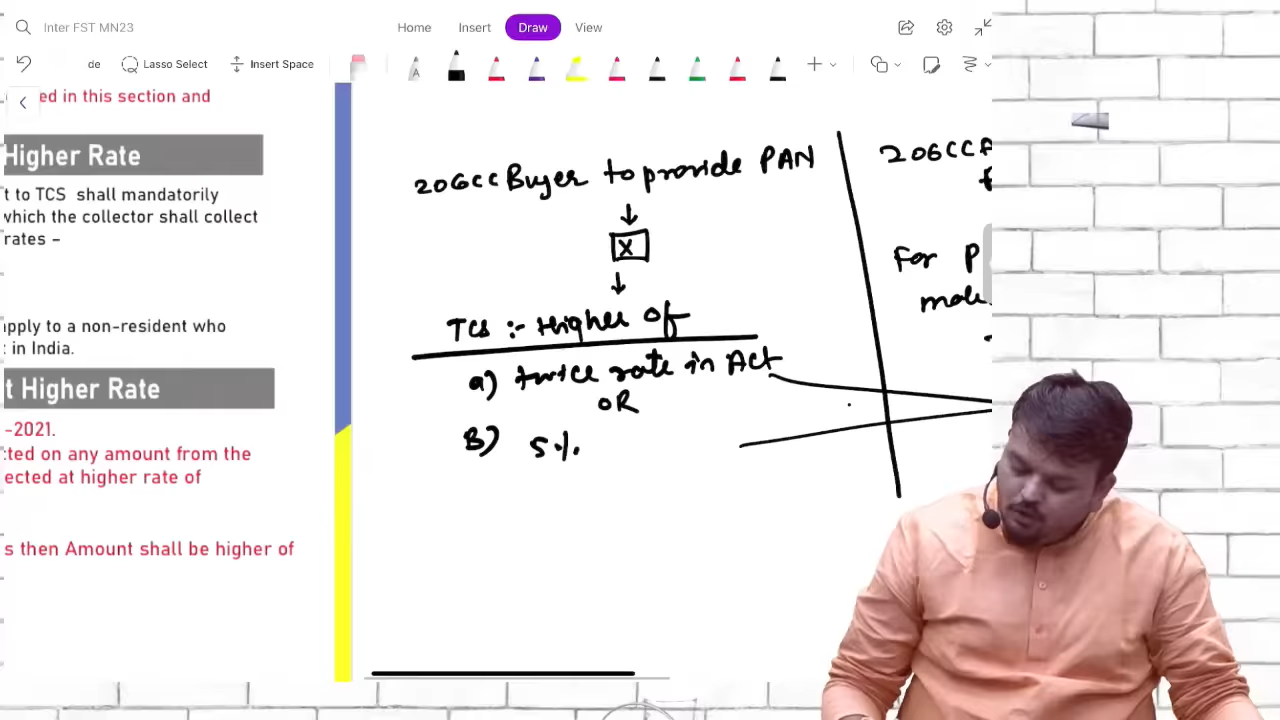 Inter FST MN23
Home
Insert
Draw
View
de
Lasso Select
Insert Space
A
ed in this section and
Higher Rate
t to TCS shall mandatorily
which the collector shall collect
rates –
apply to a non-resident who
t in India.
t Higher Rate
-2021.
cted on any amount from the
ected at higher rate of
s then Amount shall be higher of
206CC Buyer to provide PAN
X
TCS :- Higher Of
a) twice rate in Act
OR
B) 5%
206CCA
For P